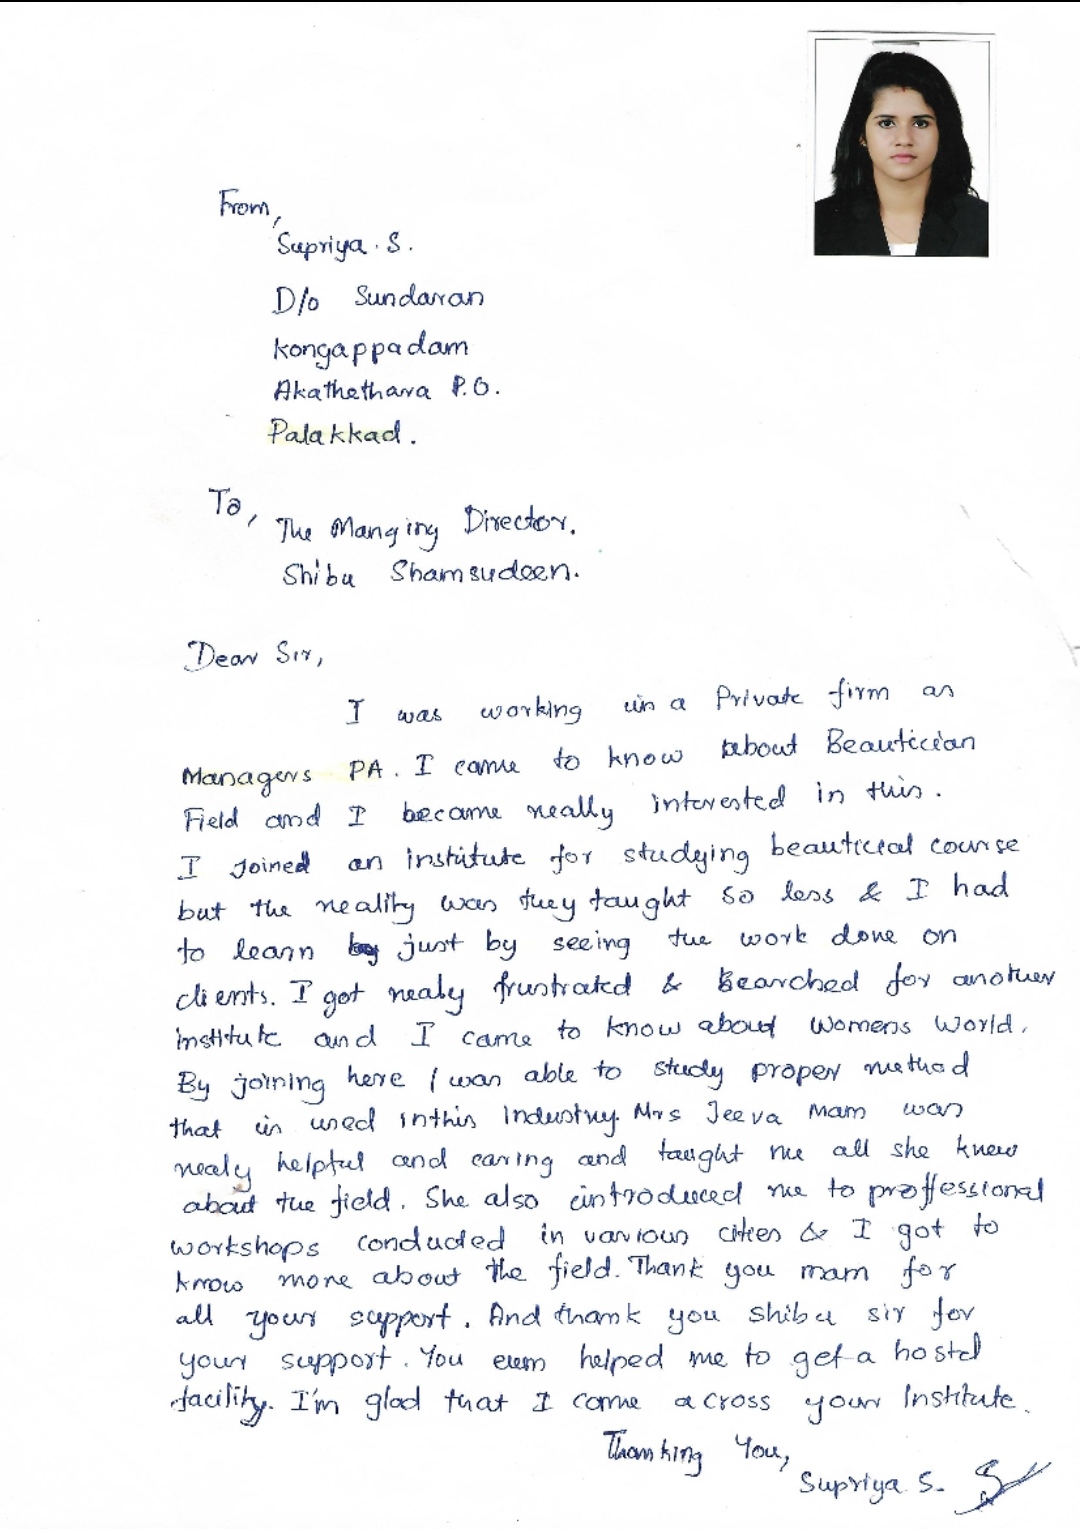 From,
Supriya. S.
D/o Sundaran
Kongappadam
Akathethara P.O.
Palakkad.
To,
The Manging Director.
Shibu Shamsudeen.
Dear Sir,
I was working in a Private firm as
Managers PA. I came to know about Beautician
Field and I became really interested in this.
I Joined an institute for studying beauticial course
but the reality was they taught so less & I had
to learn by just by seeing the work done on
clients. I got realy frustrated & Searched for another
institute and I came to know about Womens World.
By joining here I was able to study proper method
that is used in this Industry. Mrs Jeeva Mam was
realy helpful and caring and taught me all she knew
about the field. She also introduced me to proffessional
workshops conducted in various cities & I got to
know more about the field. Thank you mam for
all your support. And thank you Shibu sir for
your support. You even helped me to get a hostel
facility. I'm glad that I came across your Institute.
Thanking You,
Supriya S.